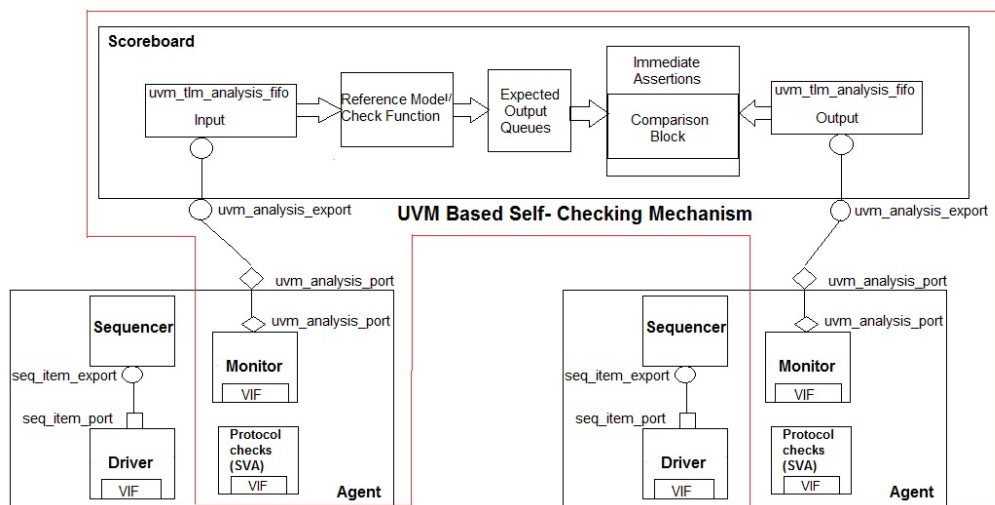 Scoreboard
uvm_tlm_analysis_fifo
Input
Reference Model/
Check Function
Expected
Output
Queues
Immediate
Assertions
Comparison
Block
uvm_tlm_analysis_fifo
Output
uvm_analysis_export
UVM Based Self- Checking Mechanism
uvm_analysis_export
uvm_analysis_port
uvm_analysis_port
Sequencer
uvm_analysis_port
Monitor
VIF
seq_item_export
seq_item_port
Driver
VIF
Protocol
checks
(SVA)
VIF
Agent
Sequencer
uvm_analysis_port
Monitor
VIF
seq_item_export
seq_item_port
Driver
VIF
Protocol
checks
(SVA)
VIF
Agent